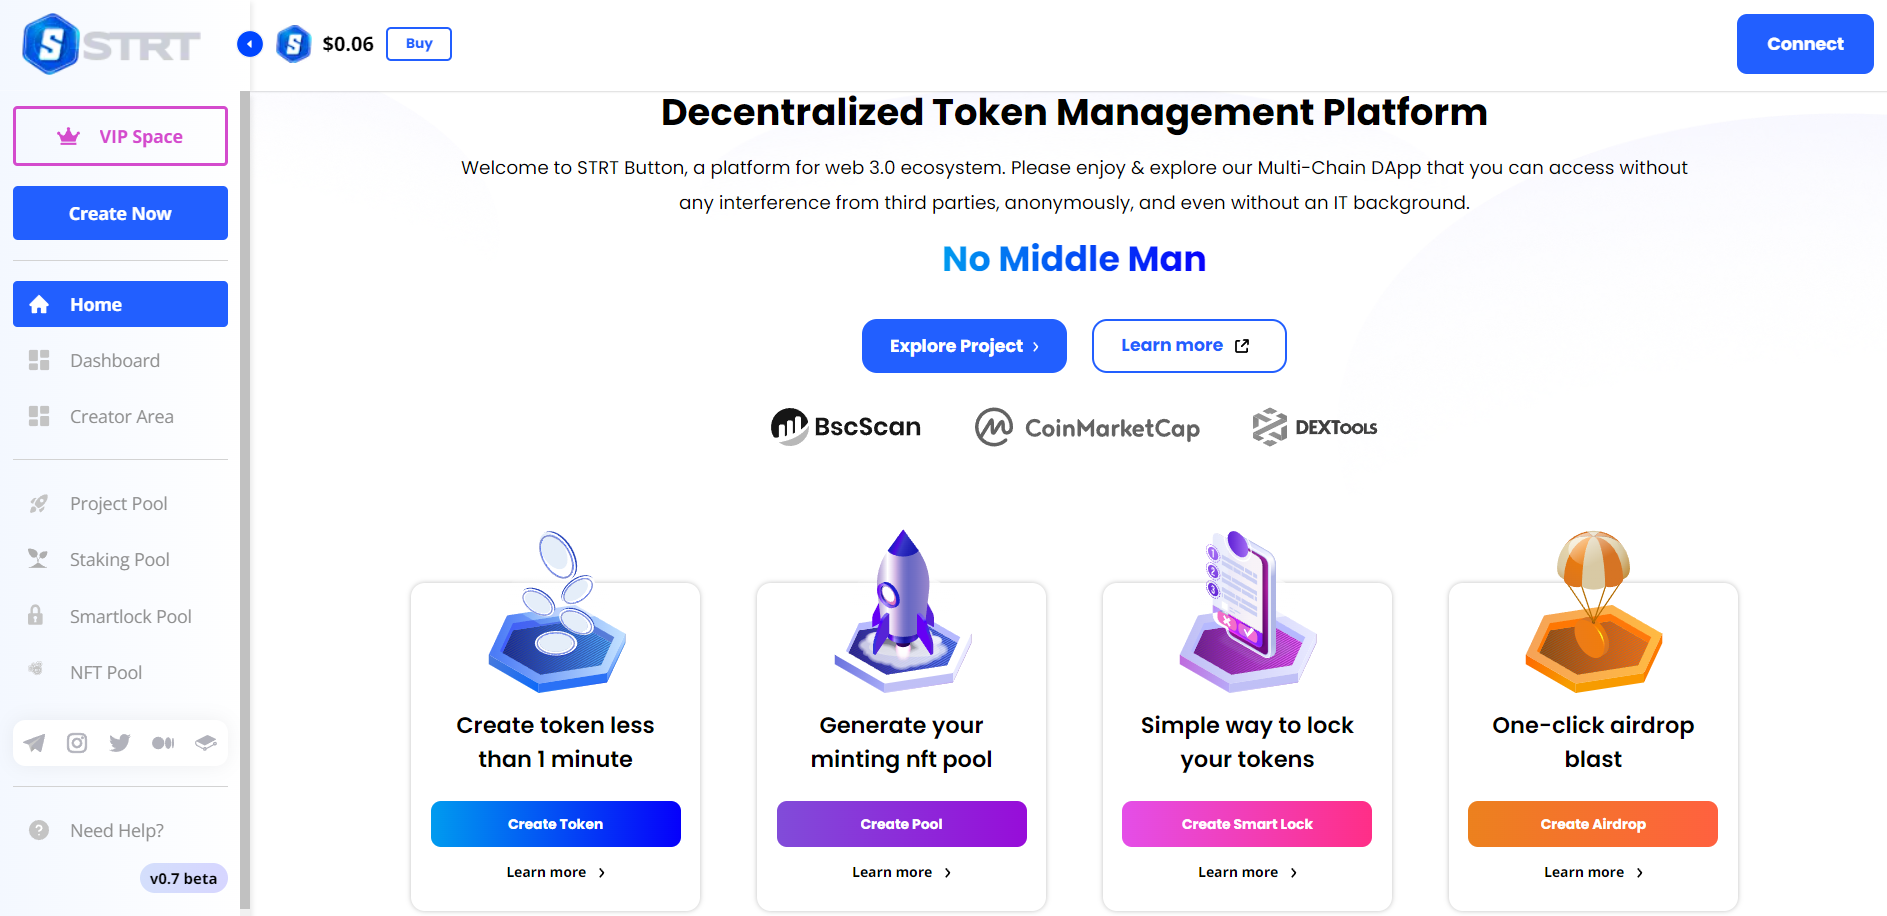 STRT
$0.06
Buy
Connect
VIP Space
Create Now
Home
Dashboard
Creator Area
Project Pool
Staking Pool
Smartlock Pool
NFT Pool
Need Help?
v0.7 beta
Decentralized Token Management Platform
Welcome to STRT Button, a platform for web 3.0 ecosystem. Please enjoy & explore our Multi-Chain DApp that you can access without
any interference from third parties, anonymously, and even without an IT background.
No Middle Man
Explore Project
Learn more
BscScan
CoinMarketCap
DEXTools
Create token less
than 1 minute
Create Token
Learn more
Generate your
minting nft pool
Create Pool
Learn more
1
2
3
Simple way to lock
your tokens
Create Smart Lock
Learn more
One-click airdrop
blast
Create Airdrop
Learn more